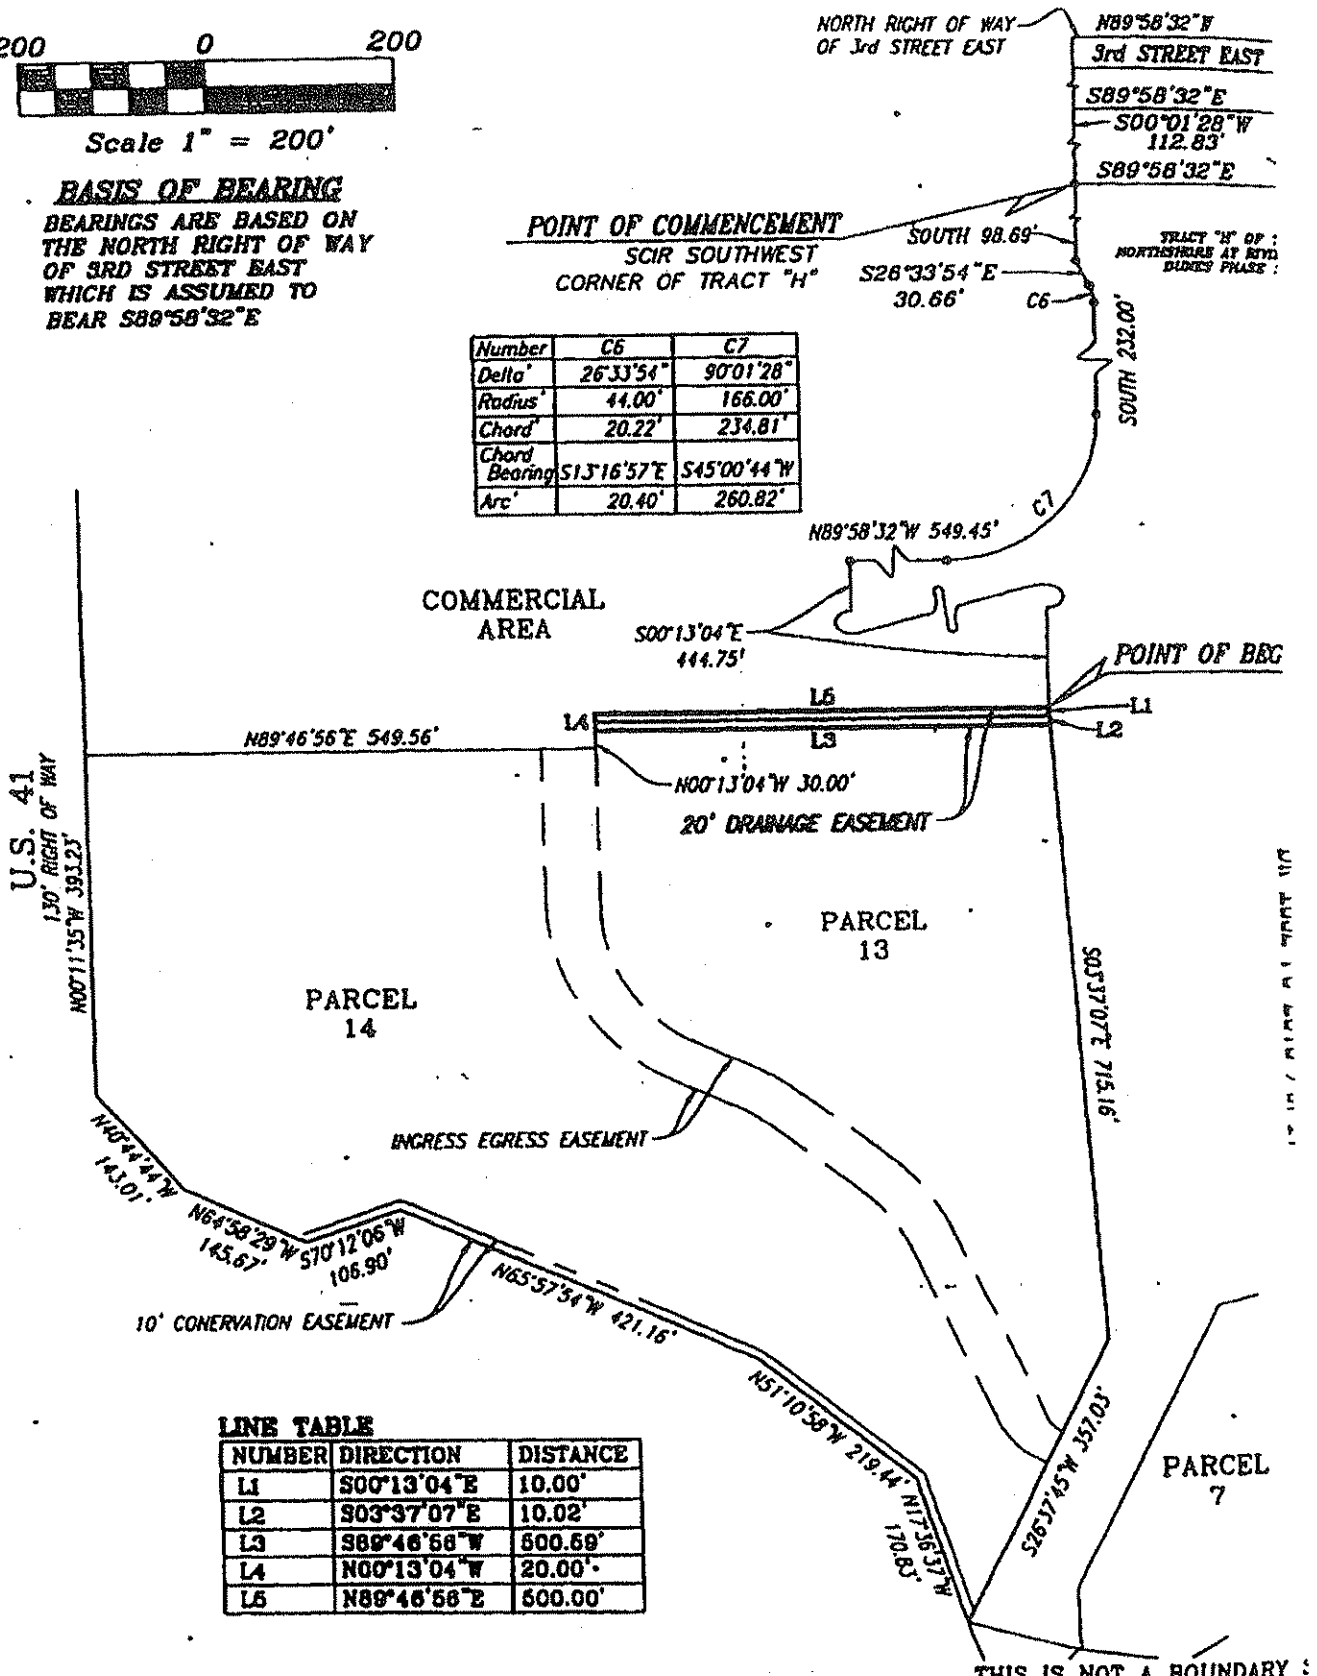 200 0 200
Scale 1" = 200'
BASIS OF BEARING
BEARINGS ARE BASED ON
THE NORTH RIGHT OF WAY
OF 3RD STREET EAST
WHICH IS ASSUMED TO
BEAR S89°58'32"E
NORTH RIGHT OF WAY
OF 3rd STREET EAST
N89°58'32"W
3rd STREET EAST
S89°58'32"E
S00°01'28"W
112.83'
S89°58'32"E
POINT OF COMMENCEMENT
SCIR SOUTHWEST
CORNER OF TRACT "H"
SOUTH 98.69'
TRACT "H" OF
NORTHSHORE AT
PHASE
S26°33'54"E
30.66'
C6
SOUTH 232.00'
Number C6 C7
Delta' 26°33'54" 90°01'28"
Radius' 44.00' 166.00'
Chord' 20.22' 234.81'
Chord
Bearing S13°16'57"E S45°00'44"W
Arc' 20.40' 260.82'
C7
N89°58'32"W 549.45'
COMMERCIAL
AREA
S00°13'04"E
444.75'
POINT OF BEG
L5
L1
L4
L2
L3
N89°46'56"E 549.56'
N00°13'04"W 30.00'
20' DRAINAGE EASEMENT
U.S. 41
130' RIGHT OF WAY
N00°11'35"W 393.23'
PARCEL
13
PARCEL
14
S03°37'07"E 715.16'
INGRESS EGRESS EASEMENT
N40°44'44"W
143.01'
N64°58'29"W
145.67'
S70°12'06"W
106.90'
10' CONERVATION EASEMENT
N65°57'54"W 421.16'
N51°10'58"W 219.44'
N17°36'37"W
170.83'
S26°37'45"W 357.03'
PARCEL
7
LINE TABLE
NUMBER DIRECTION DISTANCE
L1 S00°13'04"E 10.00'
L2 S03°37'07"E 10.02'
L3 S89°46'56"W 500.59'
L4 N00°13'04"W 20.00'
L5 N89°46'56"E 500.00'
THIS IS NOT A BOUNDARY S